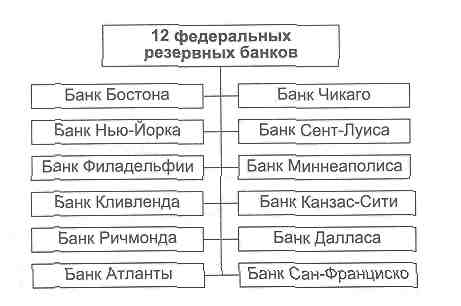 12 федеральных
резервных банков
Банк Бостона
Банк Чикаго
Банк Нью-Йорка
Банк Сент-Луиса
Банк Филадельфии
Банк Миннеаполиса
Банк Кливленда
Банк Канзас-Сити
Банк Ричмонда
Банк Далласа
Банк Атланты
Банк Сан-Франциско